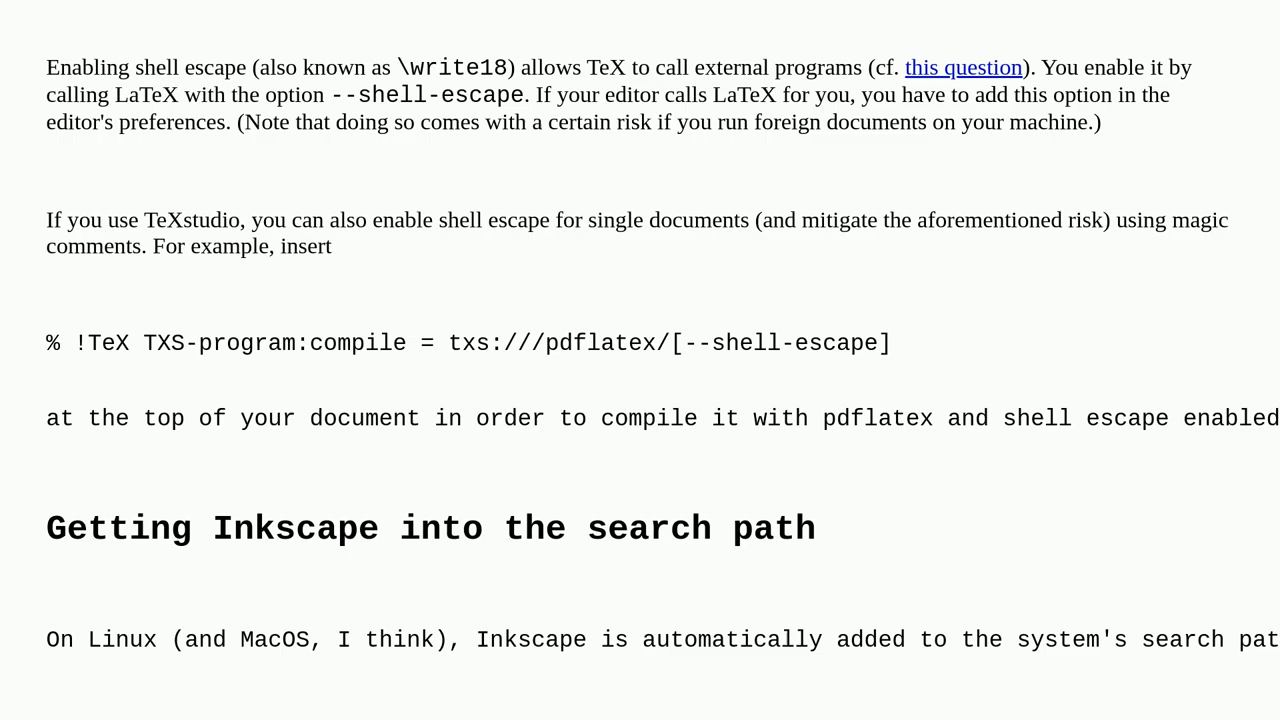 Enabling shell escape (also known as \write18) allows TeX to call external programs (cf. this question). You enable it by
calling LaTeX with the option --shell-escape. If your editor calls LaTeX for you, you have to add this option in the
editor's preferences. (Note that doing so comes with a certain risk if you run foreign documents on your machine.)
If you use TeXstudio, you can also enable shell escape for single documents (and mitigate the aforementioned risk) using magic
comments. For example, insert
% !TeX TXS-program:compile = txs:///pdflatex/[--shell-escape]
at the top of your document in order to compile it with pdflatex and shell escape enabled
Getting Inkscape into the search path
On Linux (and MacOS, I think), Inkscape is automatically added to the system's search pat